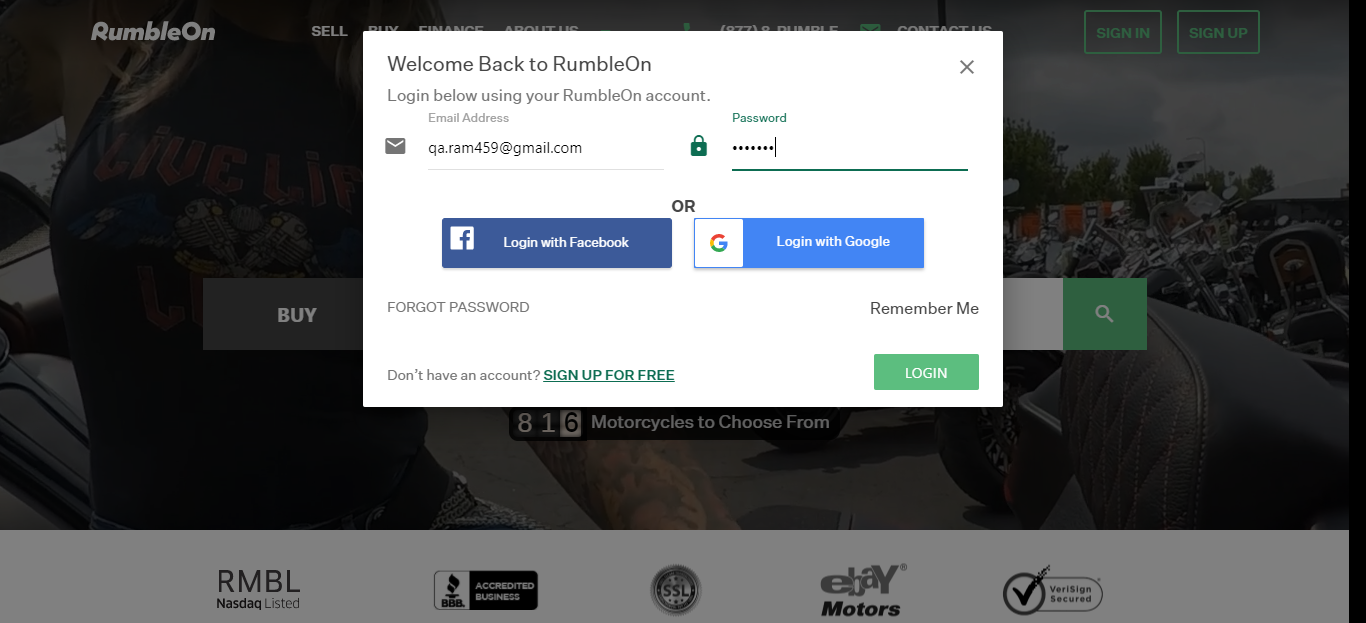 RumbleOn SELL BUY FINANCE ABOUT US (877) 8-RUMBLE CONTACT US SIGN IN SIGN UP
Welcome Back to RumbleOn
Login below using your RumbleOn account.
Email Address Password
qa.ram459@gmail.com •••••••
OR
Login with Facebook Login with Google
LIVE
BUY
FORGOT PASSWORD Remember Me
Don't have an account? SIGN UP FOR FREE LOGIN
816 Motorcycles to Choose From
RMBL
Nasdaq Listed
BBB. ACCREDITED
BUSINESS
SSL
ebay®
Motors
VeriSign
Secured